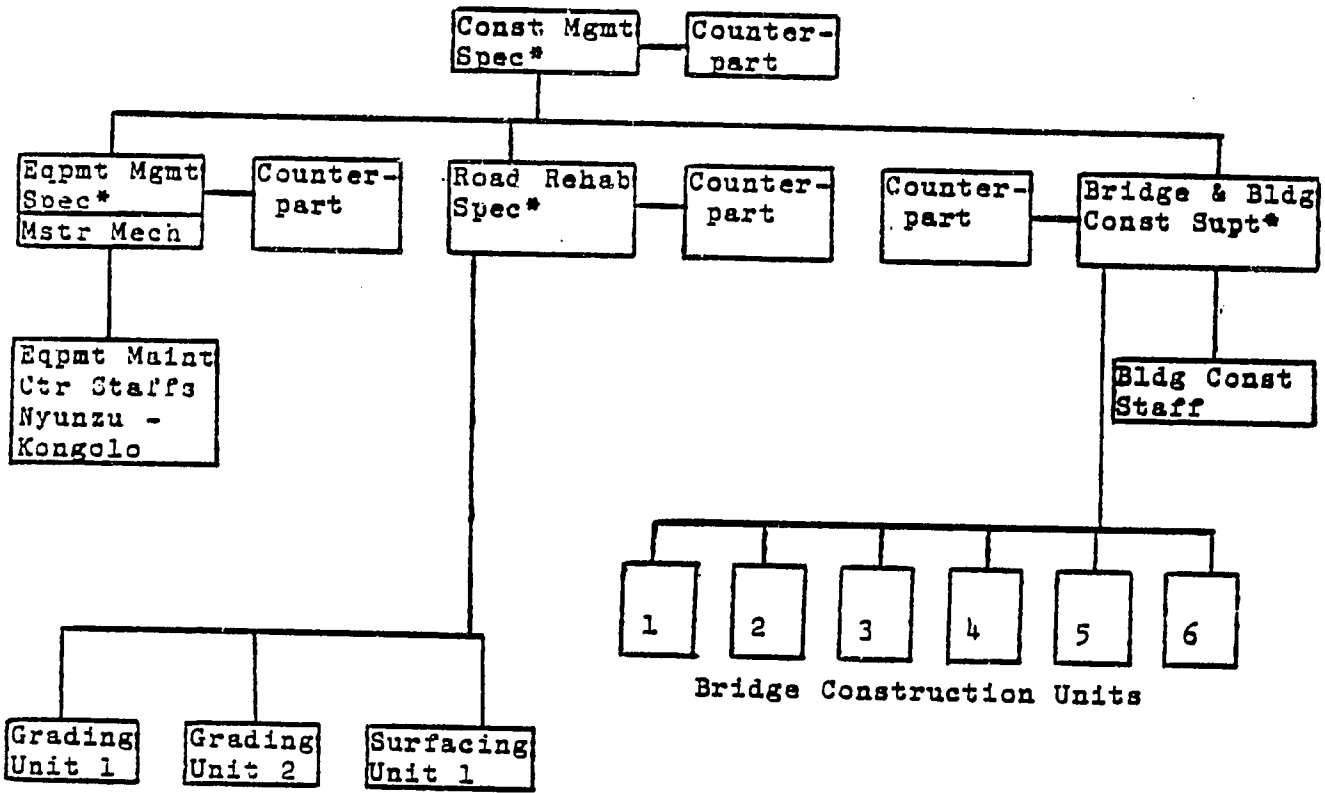 Const Mgmt
Spec*
Counter-
part
Eqpmt Mgmt
Spec*
Mstr Mech
Counter-
part
Road Rehab
Spec*
Counter-
part
Counter-
part
Bridge & Bldg
Const Supt*
Eqpmt Maint
Ctr Staffs
Nyunzu -
Kongolo
Bldg Const
Staff
1 2 3 4 5 6
Bridge Construction Units
Grading
Unit 1
Grading
Unit 2
Surfacing
Unit 1